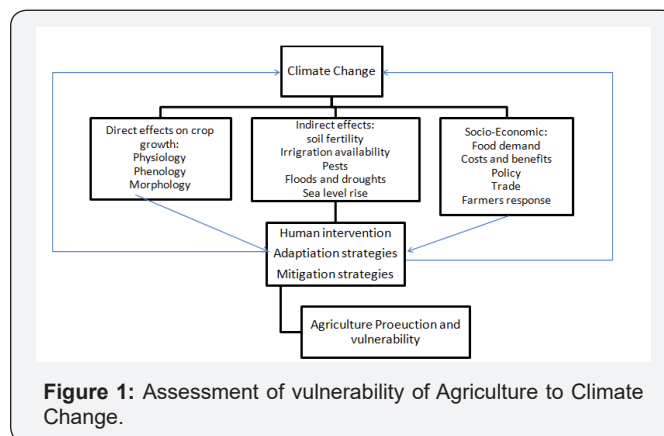 Climate Change
Direct effects on crop
growth:
Physiology
Phenology
Morphology
Indirect effects:
soil fertility
Irrigration availability
Pests
Floods and droughts
Sea level rise
Socio-Economic:
Food demand
Costs and benefits
Policy
Trade
Farmers response
Human intervention
Adaptiation strategies
Mitigation strategies
Agriculture Proeuction and
vulnerability
Figure 1: Assessment of vulnerability of Agriculture to Climate
Change.